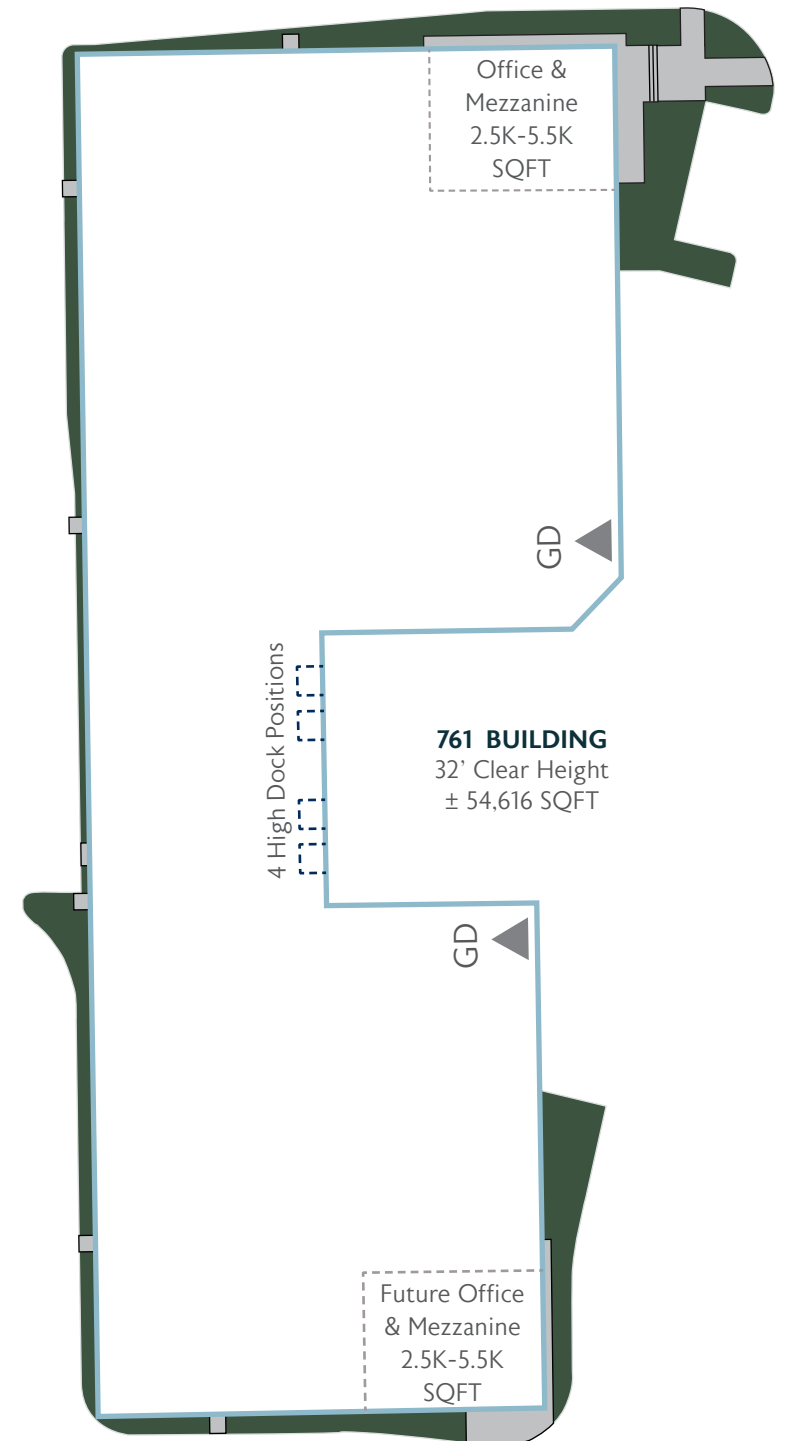 Office &
Mezzanine
2.5K-5.5K
SQFT
GD
4 High Dock Positions
761 BUILDING
32’ Clear Height
± 54,616 SQFT
GD
Future Office
& Mezzanine
2.5K-5.5K
SQFT